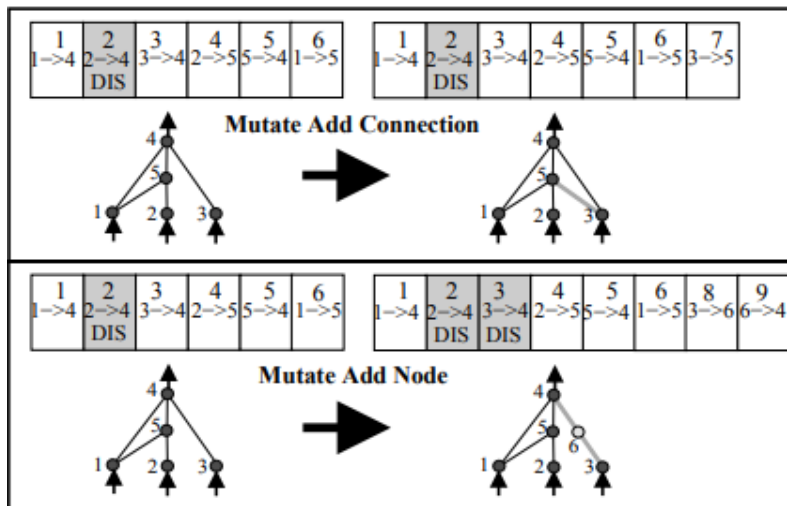 1 2 3 4 5 6 1 2 3 4 5 6 7
1->4 2->4 3->4 2->5 5->4 1->5 1->4 2->4 3->4 2->5 5->4 1->5 3->5
DIS DIS
Mutate Add Connection
4 4
5 5
1 2 3 1 2 3
1 2 3 4 5 6 1 2 3 4 5 6 8 9
1->4 2->4 3->4 2->5 5->4 1->5 1->4 2->4 3->4 2->5 5->4 1->5 3->6 6->4
DIS DIS DIS
Mutate Add Node
4 4
5 5 6
1 2 3 1 2 3